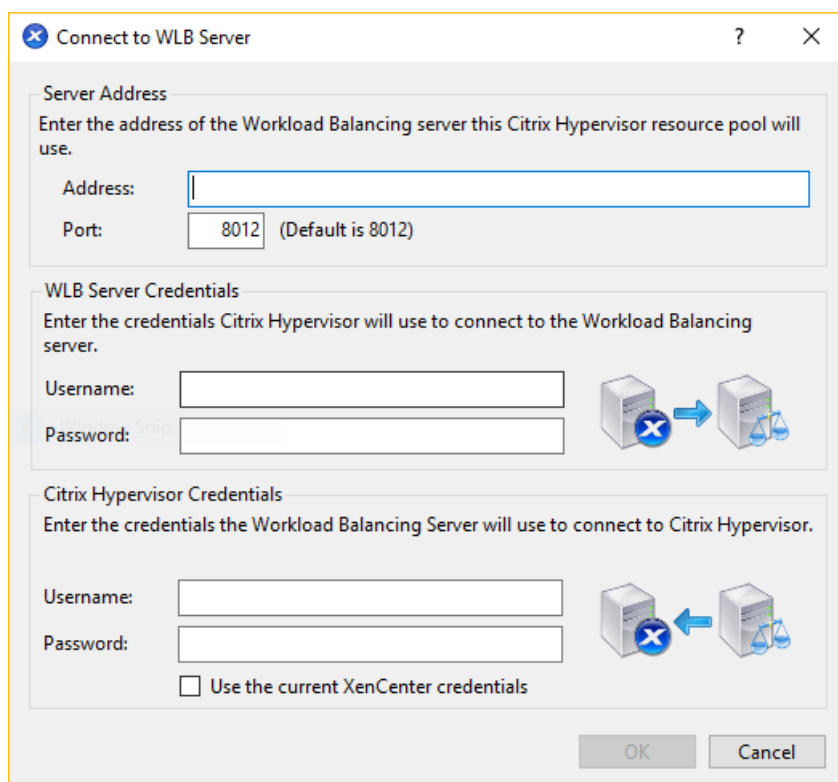 Connect to WLB Server
?
Server Address
Enter the address of the Workload Balancing server this Citrix Hypervisor resource pool will
use.
Address:
Port: 8012 (Default is 8012)
WLB Server Credentials
Enter the credentials Citrix Hypervisor will use to connect to the Workload Balancing
server.
Username:
Window Snip
Password:
Citrix Hypervisor Credentials
Enter the credentials the Workload Balancing Server will use to connect to Citrix Hypervisor.
Username:
Password:
Use the current XenCenter credentials
OK Cancel